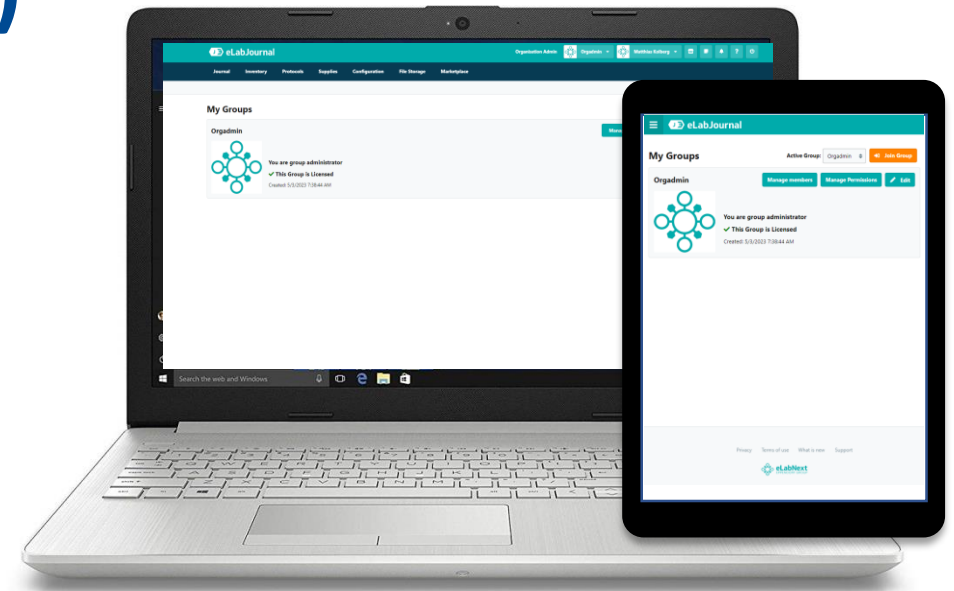 )
eLabJournal
Organisation Admin Orgadmin Matthias Kolberg ?
Journal Inventory Protocols Supplies Configuration File Storage Marketplace
My Groups
Orgadmin
You are group administrator
✓ This Group is Licensed
Created: 5/3/2023 7:38:44 AM
Search the web and Windows
eLabJournal
My Groups
Active Group: Orgadmin Join Group
Orgadmin Manage members Manage Permissions Edit
You are group administrator
✓ This Group is Licensed
Created: 5/3/2023 7:38:44 AM
Privacy Terms of use What is new Support
eLabNext